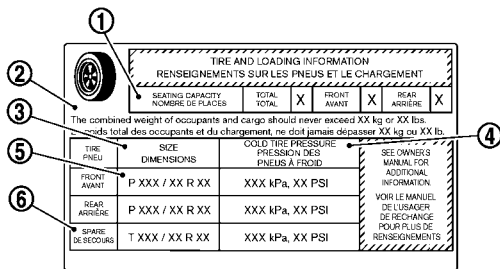 1
TIRE AND LOADING INFORMATION
RENSEIGNEMENTS SUR LES PNEUS ET LE CHARGEMENT
2
SEATING CAPACITY
NOMBRE DE PLACES
TOTAL
TOTAL
X
FRONT
AVANT
X
REAR
ARRIÈRE
X
The combined weight of occupants and cargo should never exceed XX kg or XX lbs.
poids total des occupants et du chargement, ne doit jamais dépasser XX kg ou XX lb.
3
4
TIRE
PNEU
SIZE
DIMENSIONS
COLD TIRE PRESSURE
PRESSION DES
PNEUS À FROID
SEE OWNER'S
MANUAL FOR
ADDITIONAL
INFORMATION.
VOIR LE MANUEL
DE L'USAGER
DE RECHANGE
POUR PLUS DE
RENSEIGNEMENTS
5
FRONT
AVANT
P XXX / XX R XX
XXX kPa, XX PSI
REAR
ARRIÈRE
P XXX / XX R XX
XXX kPa, XX PSI
6
SPARE
DE SECOURS
T XXX / XX R XX
XXX kPa, XX PSI